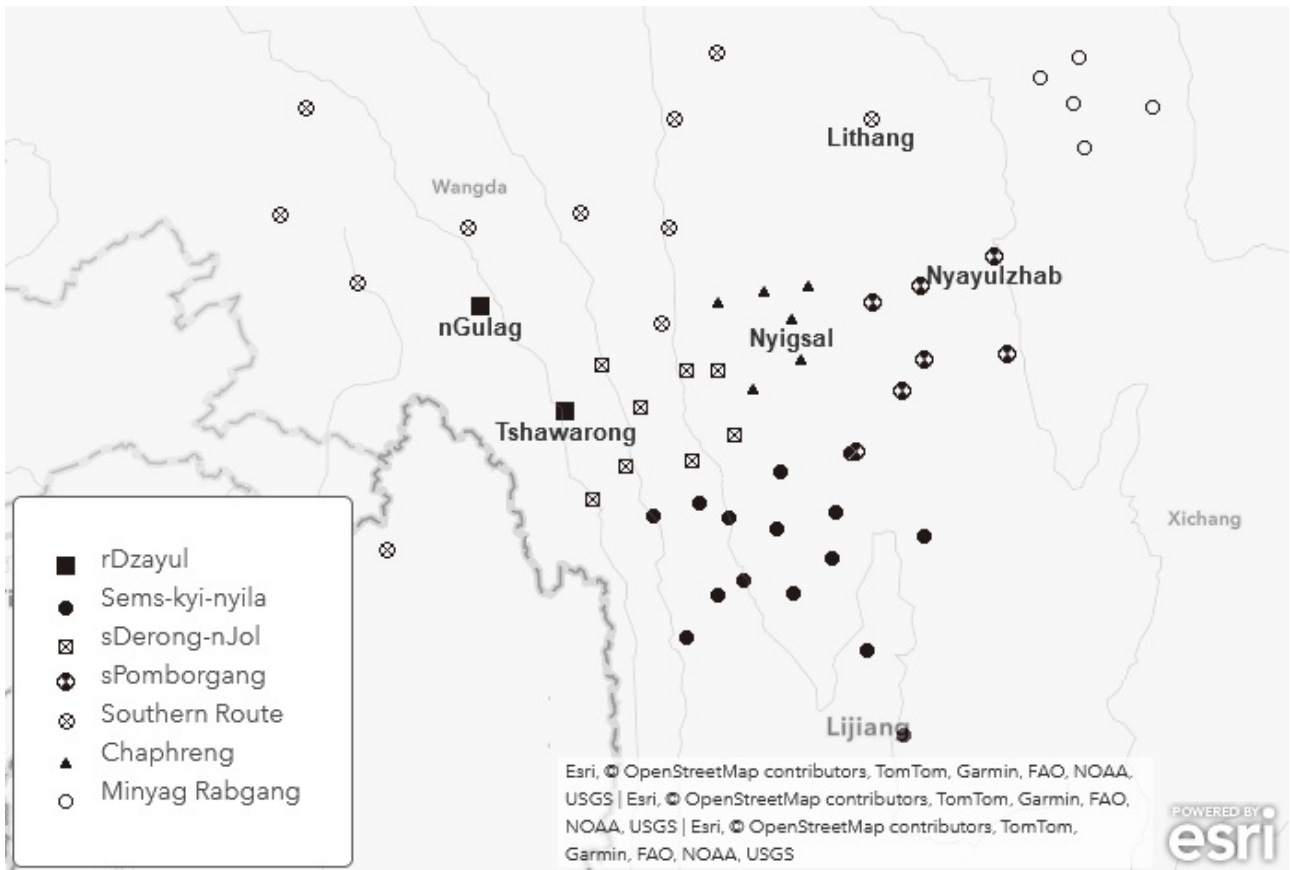 Lithang
Wangda
Nyayulzhab
nGulag
Nyigsal
Tshawarong
Xichang
rDzayul
Sems-kyi-nyila
sDerong-nJol
sPomborgang
Southern Route
Chaphreng
Minyag Rabgang
Lijiang
Esri, © OpenStreetMap contributors, TomTom, Garmin, FAO, NOAA,
USGS | Esri, © OpenStreetMap contributors, TomTom, Garmin, FAO,
NOAA, USGS | Esri, © OpenStreetMap contributors, TomTom,
Garmin, FAO, NOAA, USGS
POWERED BY
esri